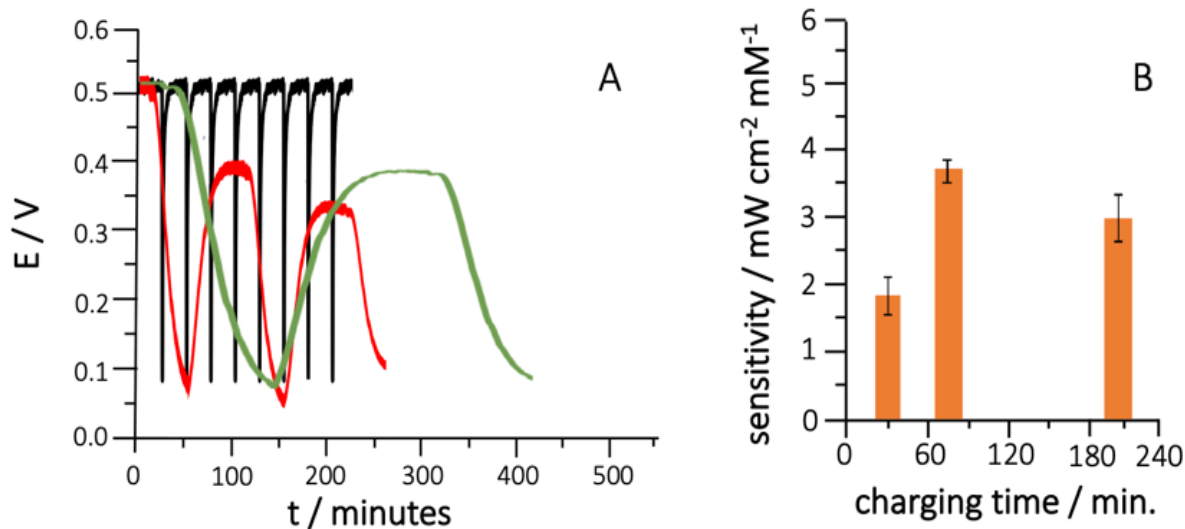 A
E / V
0.6
0.5
0.4
0.3
0.2
0.1
0.0
0 100 200 300 400 500
t / minutes
B
sensitivity / mW cm⁻² mM⁻¹
6
5
4
3
2
1
0
0 60 120 180 240
charging time / min.